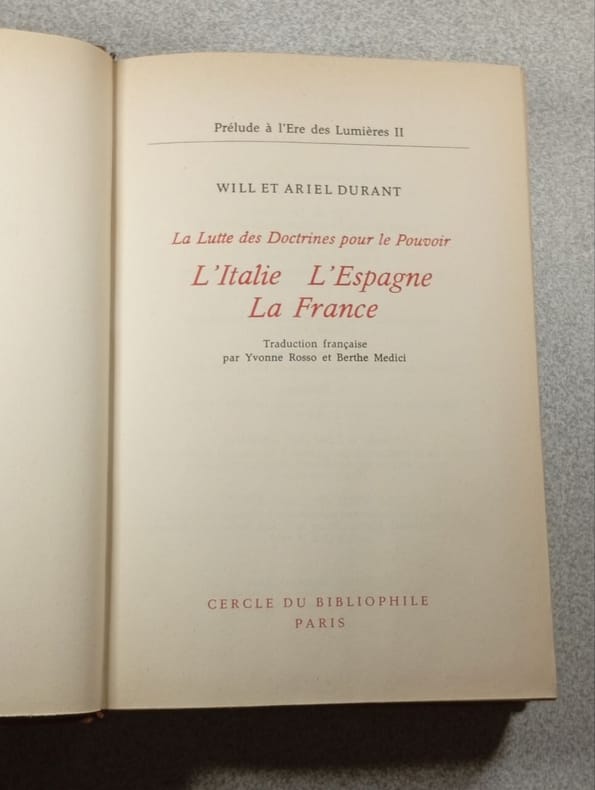 Prélude à l'Ere des Lumières II
WILL ET ARIEL DURANT
La Lutte des Doctrines pour le Pouvoir
L'Italie L'Espagne
La France
Traduction française
par Yvonne Rosso et Berthe Medici
CERCLE DU BIBLIOPHILE
PARIS